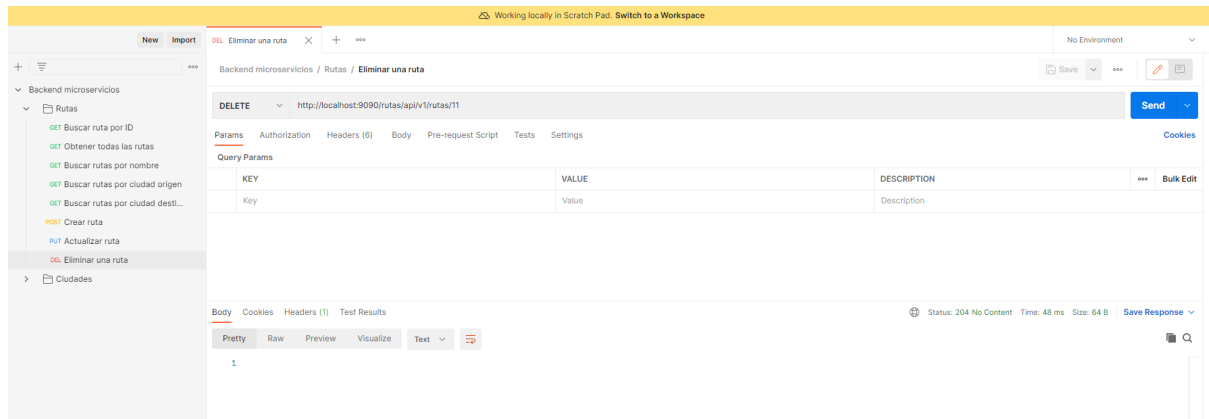 Working locally in Scratch Pad. Switch to a Workspace
New Import
DEL Eliminar una ruta
No Environment
Backend microservicios / Rutas / Eliminar una ruta
Save
Backend microservicios
Rutas
GET Buscar ruta por ID
GET Obtener todas las rutas
GET Buscar rutas por nombre
GET Buscar rutas por ciudad origen
GET Buscar rutas por ciudad desti...
POST Crear ruta
PUT Actualizar ruta
DEL Eliminar una ruta
Ciudades
DELETE http://localhost:9090/rutas/api/v1/rutas/11 Send
Params Authorization Headers (6) Body Pre-request Script Tests Settings Cookies
Query Params
KEY VALUE DESCRIPTION Bulk Edit
Key Value Description
Body Cookies Headers (1) Test Results Status: 204 No Content Time: 48 ms Size: 64 B Save Response
Pretty Raw Preview Visualize Text
1